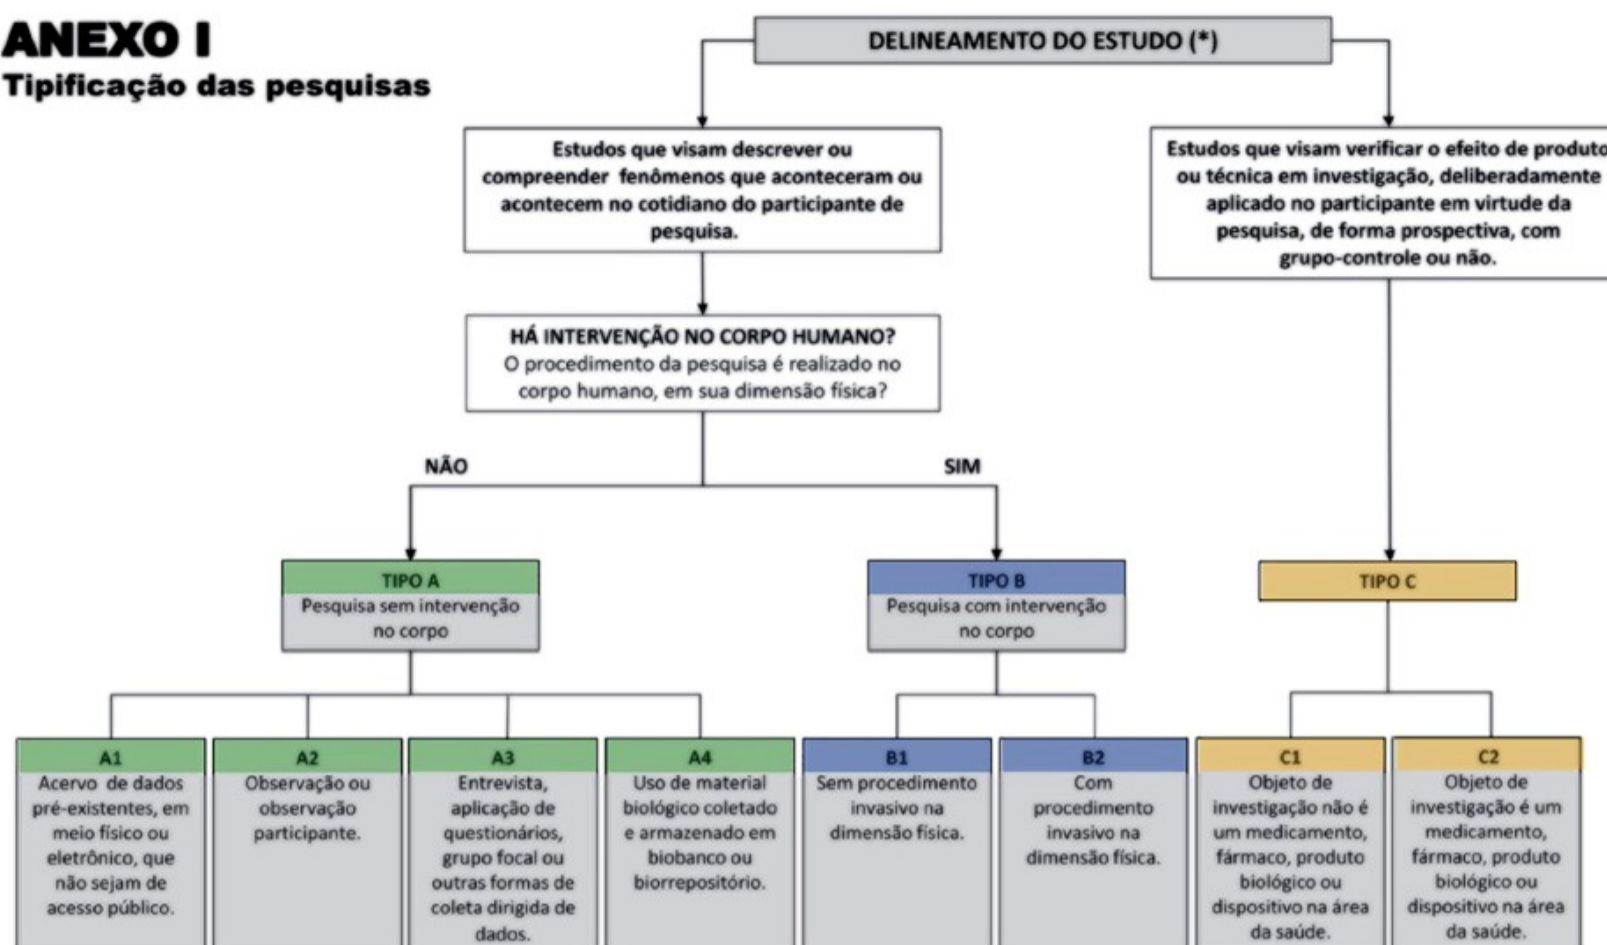 ANEXO I
Tipificação das pesquisas
DELINEAMENTO DO ESTUDO (*)
Estudos que visam descrever ou
compreender fenômenos que aconteceram ou
acontecem no cotidiano do participante de
pesquisa.
Estudos que visam verificar o efeito de produto
ou técnica em investigação, deliberadamente
aplicado no participante em virtude da
pesquisa, de forma prospectiva, com
grupo-controle ou não.
HÁ INTERVENÇÃO NO CORPO HUMANO?
O procedimento da pesquisa é realizado no
corpo humano, em sua dimensão física?
NÃO
SIM
TIPO A
Pesquisa sem intervenção
no corpo
TIPO B
Pesquisa com intervenção
no corpo
TIPO C
A1
Acervo de dados
pré-existentes, em
meio físico ou
eletrônico, que
não sejam de
acesso público.
A2
Observação ou
observação
participante.
A3
Entrevista,
aplicação de
questionários,
grupo focal ou
outras formas de
coleta dirigida de
dados.
A4
Uso de material
biológico coletado
e armazenado em
biobanco ou
biorrepositório.
B1
Sem procedimento
invasivo na
dimensão física.
B2
Com
procedimento
invasivo na
dimensão física.
C1
Objeto de
investigação não é
um medicamento,
fármaco, produto
biológico ou
dispositivo na área
da saúde.
C2
Objeto de
investigação é um
medicamento,
fármaco, produto
biológico ou
dispositivo na área
da saúde.